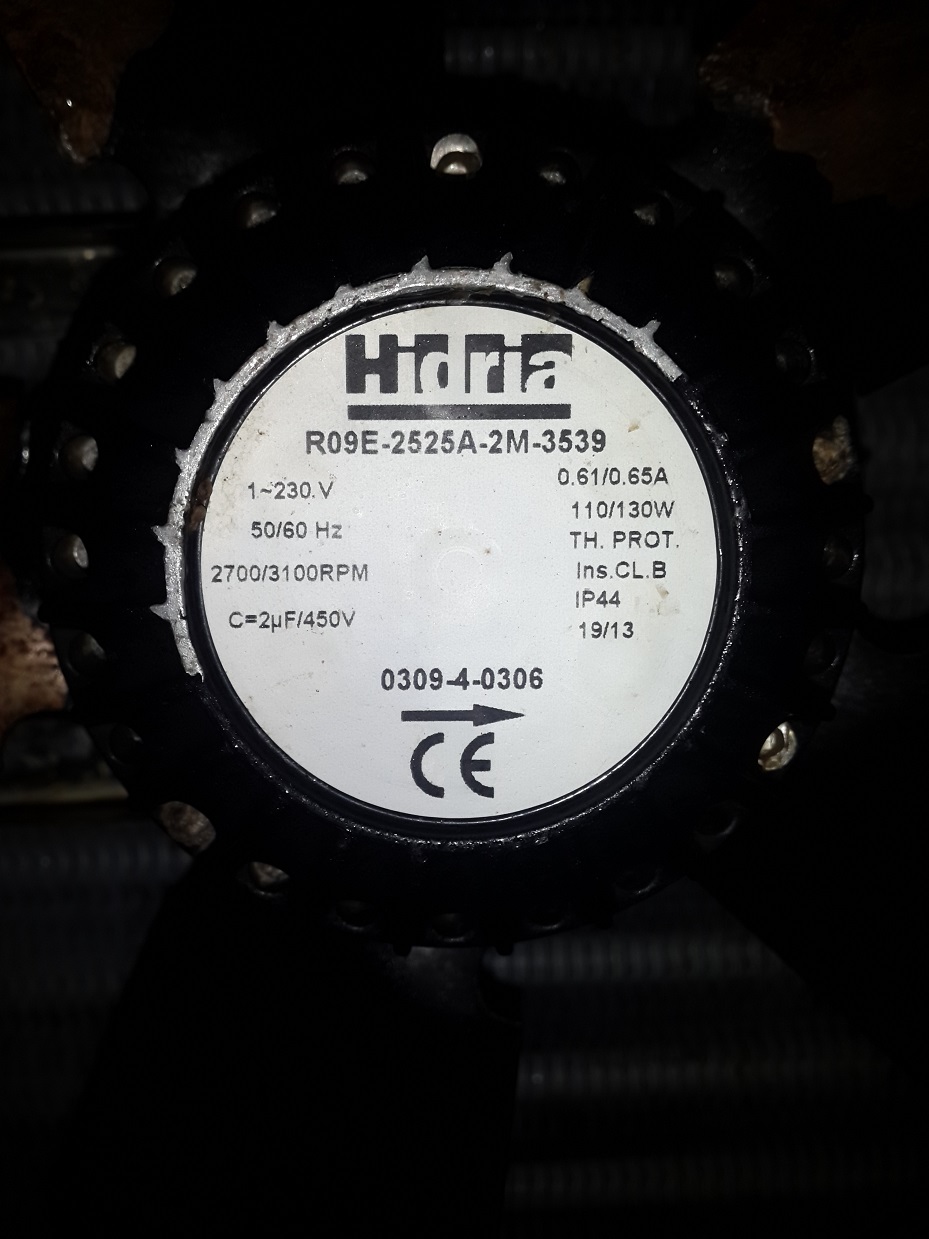 Hidria
R09E-2525A-2M-3539
1~230.V
0.61/0.65A
50/60 Hz
110/130W
TH. PROT.
2700/3100RPM
Ins.CL.B
C=2µF/450V
IP44
19/13
0309-4-0306
CE